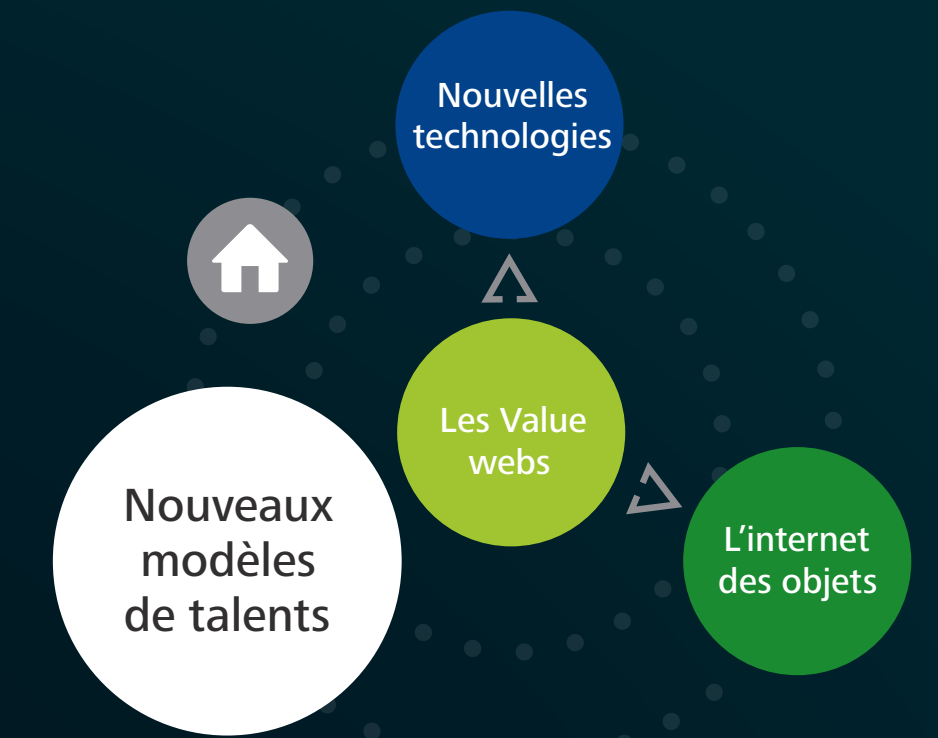 Nouvelles
technologies
Les Value
webs
Nouveaux
modèles
de talents
L’internet
des objets